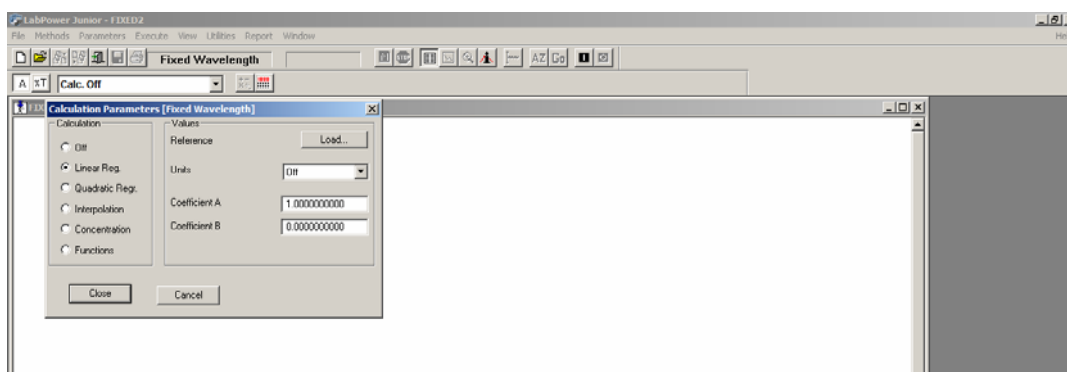 LabPower Junior - FIXED2
File Methods Parameters Execute View Utilities Report Window
Fixed Wavelength
AZ Go
A %T Calc. Off
Calculation Parameters [Fixed Wavelength]
Calculation
Off
Linear Reg.
Quadratic Regr.
Interpolation
Concentration
Functions
Values
Reference Load...
Units Off
Coefficient A 1.0000000000
Coefficient B 0.0000000000
Close Cancel